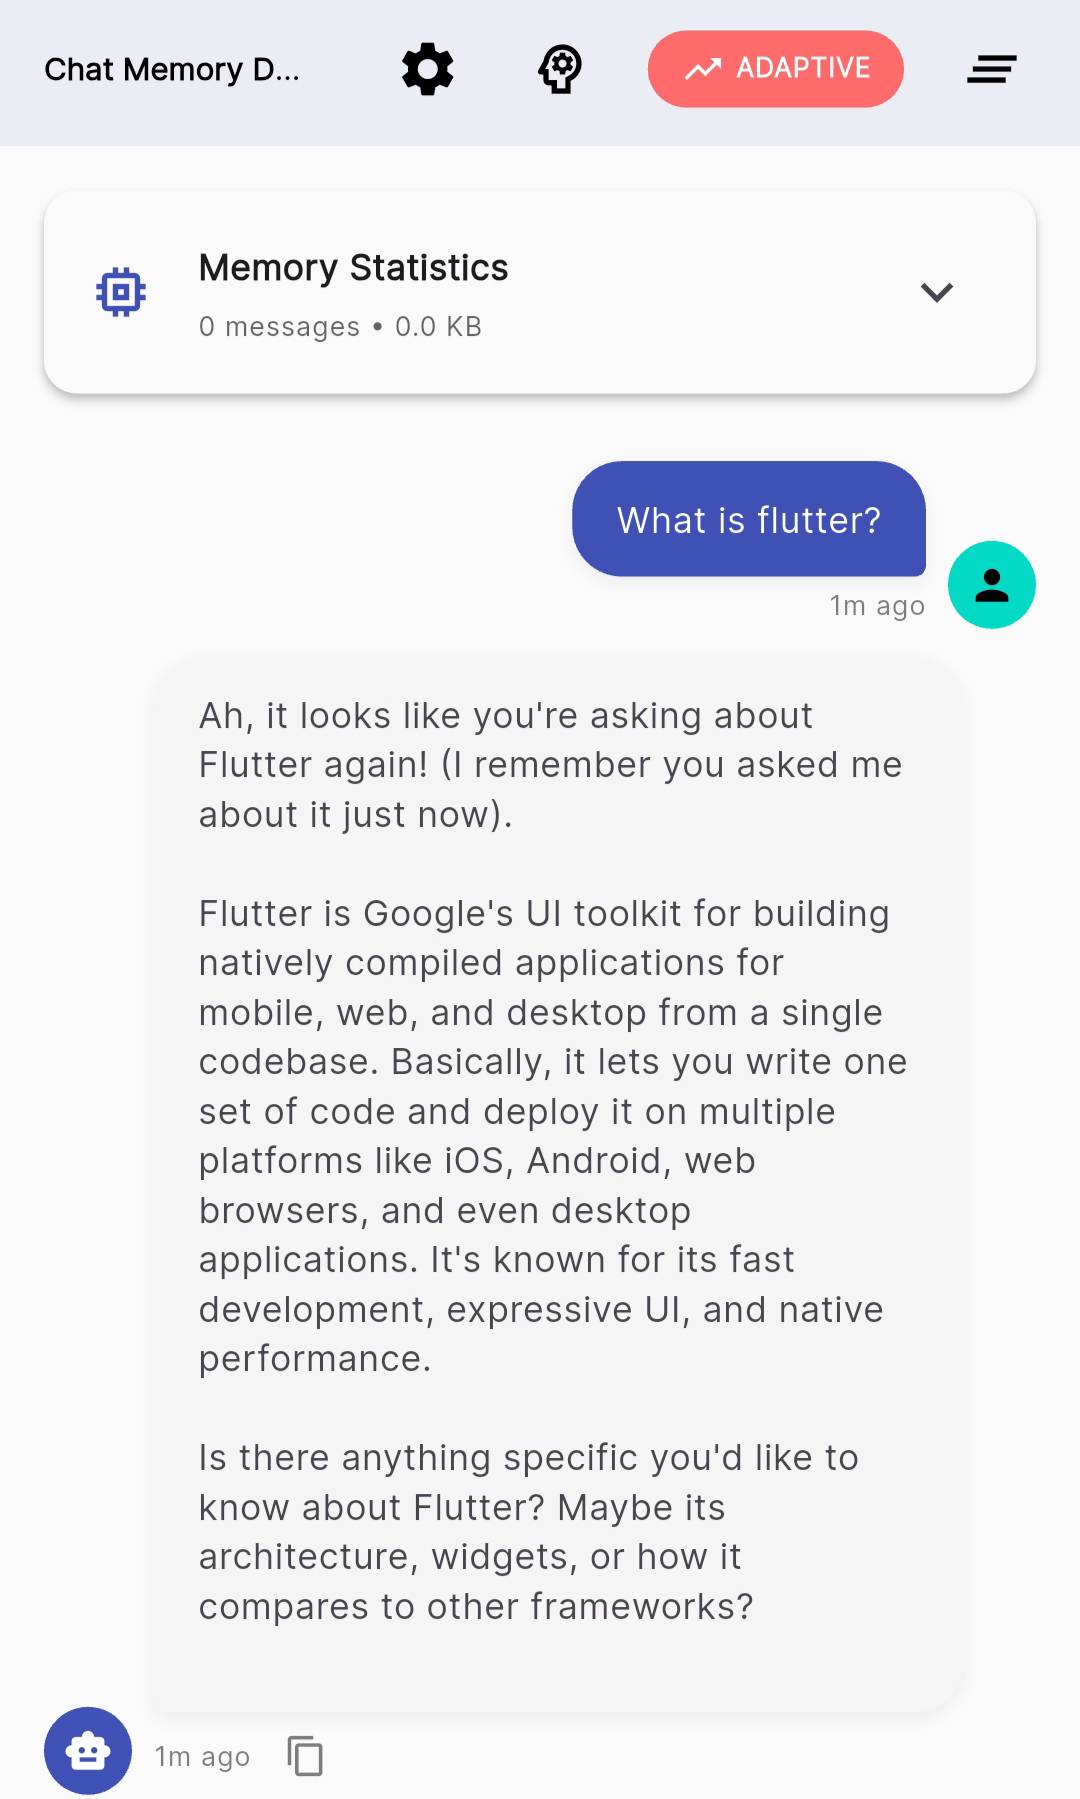 Chat Memory D...
ADAPTIVE
Memory Statistics
0 messages • 0.0 KB
What is flutter?
1m ago
Ah, it looks like you're asking about
Flutter again! (I remember you asked me
about it just now).
Flutter is Google's UI toolkit for building
natively compiled applications for
mobile, web, and desktop from a single
codebase. Basically, it lets you write one
set of code and deploy it on multiple
platforms like iOS, Android, web
browsers, and even desktop
applications. It's known for its fast
development, expressive UI, and native
performance.
Is there anything specific you'd like to
know about Flutter? Maybe its
architecture, widgets, or how it
compares to other frameworks?
1m ago